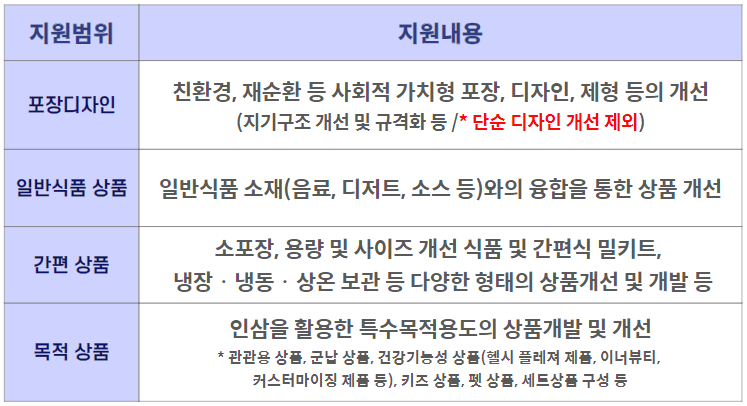 지원범위
지원내용
포장디자인
친환경, 재순환 등 사회적 가치형 포장, 디자인, 제형 등의 개선
(지기구조 개선 및 규격화 등 /* 단순 디자인 개선 제외)
일반식품 상품
일반식품 소재(음료, 디저트, 소스 등)와의 융합을 통한 상품 개선
간편 상품
소포장, 용량 및 사이즈 개선 식품 및 간편식 밀키트,
냉장 · 냉동 · 상온 보관 등 다양한 형태의 상품개선 및 개발 등
목적 상품
인삼을 활용한 특수목적용도의 상품개발 및 개선
* 관관용 상품, 군납 상품, 건강기능성 상품(헬시 플레져 제품, 이너뷰티,
커스터마이징 제품 등), 키즈 상품, 펫 상품, 세트상품 구성 등